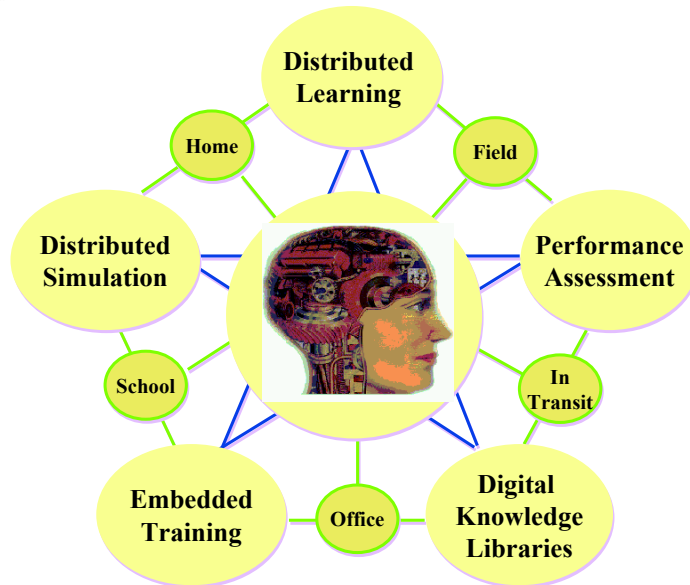 Distributed
Learning
Home
Field
Distributed
Simulation
Performance
Assessment
School
In
Transit
Embedded
Training
Office
Digital
Knowledge
Libraries